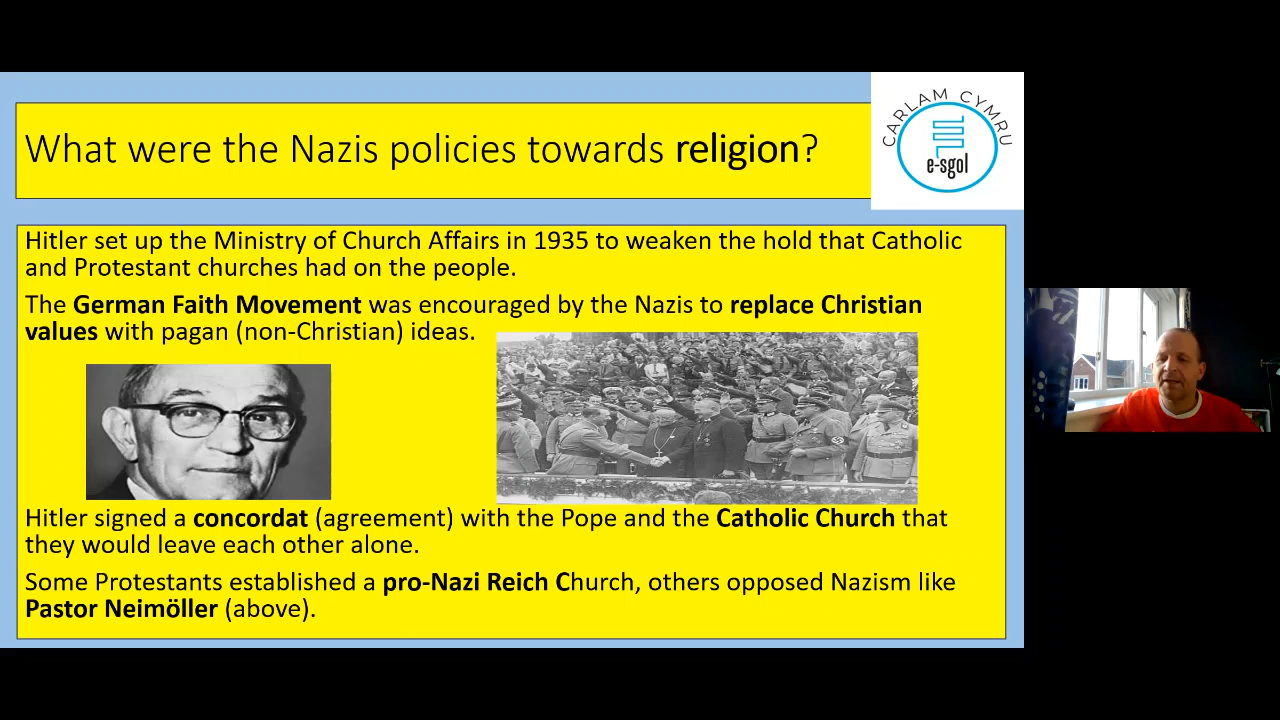 What were the Nazis policies towards religion?
CARLAM CYMRU
e-sgol
Hitler set up the Ministry of Church Affairs in 1935 to weaken the hold that Catholic
and Protestant churches had on the people.
The German Faith Movement was encouraged by the Nazis to replace Christian
values with pagan (non-Christian) ideas.
Hitler signed a concordat (agreement) with the Pope and the Catholic Church that
they would leave each other alone.
Some Protestants established a pro-Nazi Reich Church, others opposed Nazism like
Pastor Neimöller (above).